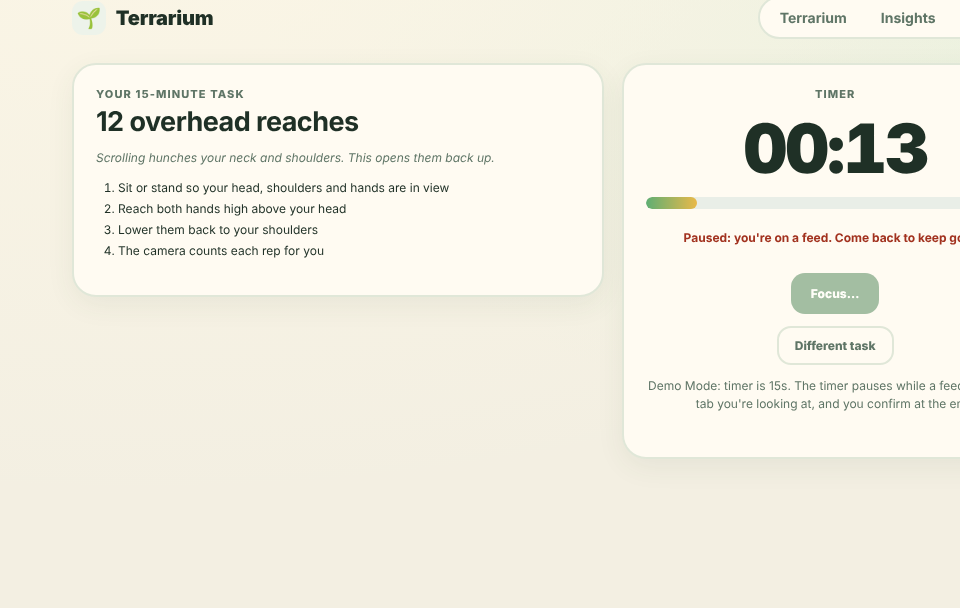 🌱 Terrarium
Terrarium Insights
YOUR 15-MINUTE TASK
12 overhead reaches
Scrolling hunches your neck and shoulders. This opens them back up.
1. Sit or stand so your head, shoulders and hands are in view
2. Reach both hands high above your head
3. Lower them back to your shoulders
4. The camera counts each rep for you
TIMER
00:13
Paused: you're on a feed. Come back to keep
Focus...
Different task
Demo Mode: timer is 15s. The timer pauses while a feed
tab you're looking at, and you confirm at the